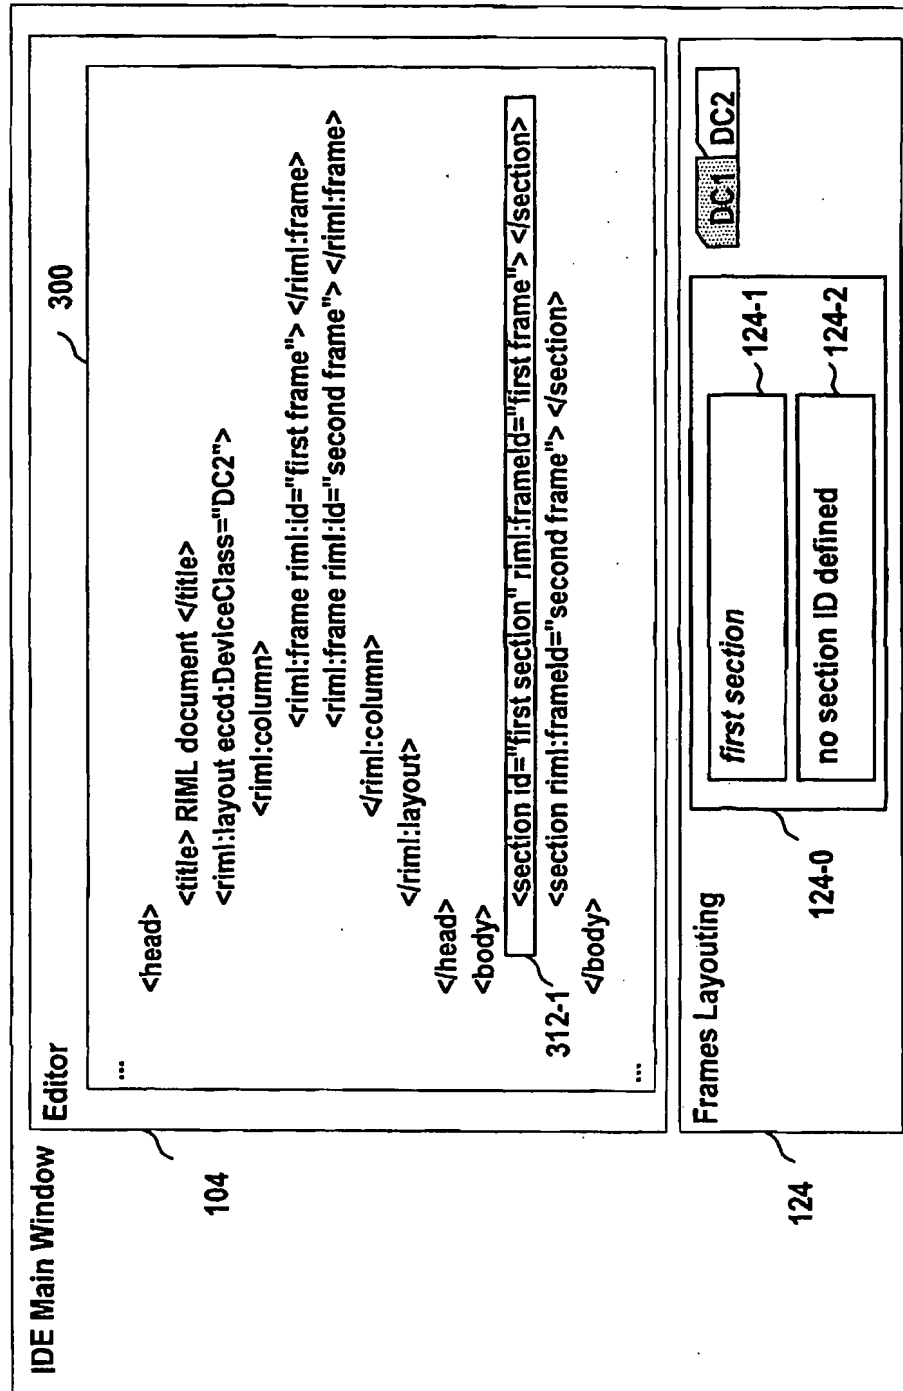 IDE Main Window
Editor
104
300
...
<head>
<title> RIML document </title>
<riml:layout eccd:DeviceClass="DC2">
<riml:column>
<riml:frame riml:id="first frame"> </riml:frame>
<riml:frame riml:id="second frame"> </riml:frame>
</riml:column>
</riml:layout>
</head>
<body>
<section id="first section" riml:frameId="first frame"> </section>
312-1
<section riml:frameId="second frame"> </section>
</body>
...
Frames Layouting
124
DC1 DC2
124-0
first section
124-1
no section ID defined
124-2